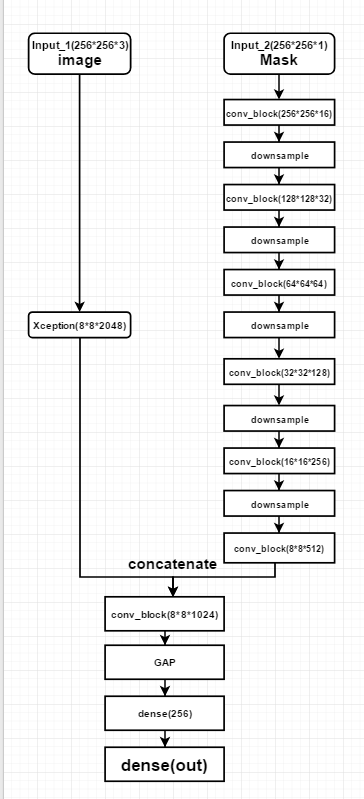 Input_1(256*256*3)
image
Input_2(256*256*1)
Mask
conv_block(256*256*16)
downsample
conv_block(128*128*32)
downsample
conv_block(64*64*64)
downsample
Xception(8*8*2048)
conv_block(32*32*128)
downsample
conv_block(16*16*256)
downsample
conv_block(8*8*512)
concatenate
conv_block(8*8*1024)
GAP
dense(256)
dense(out)